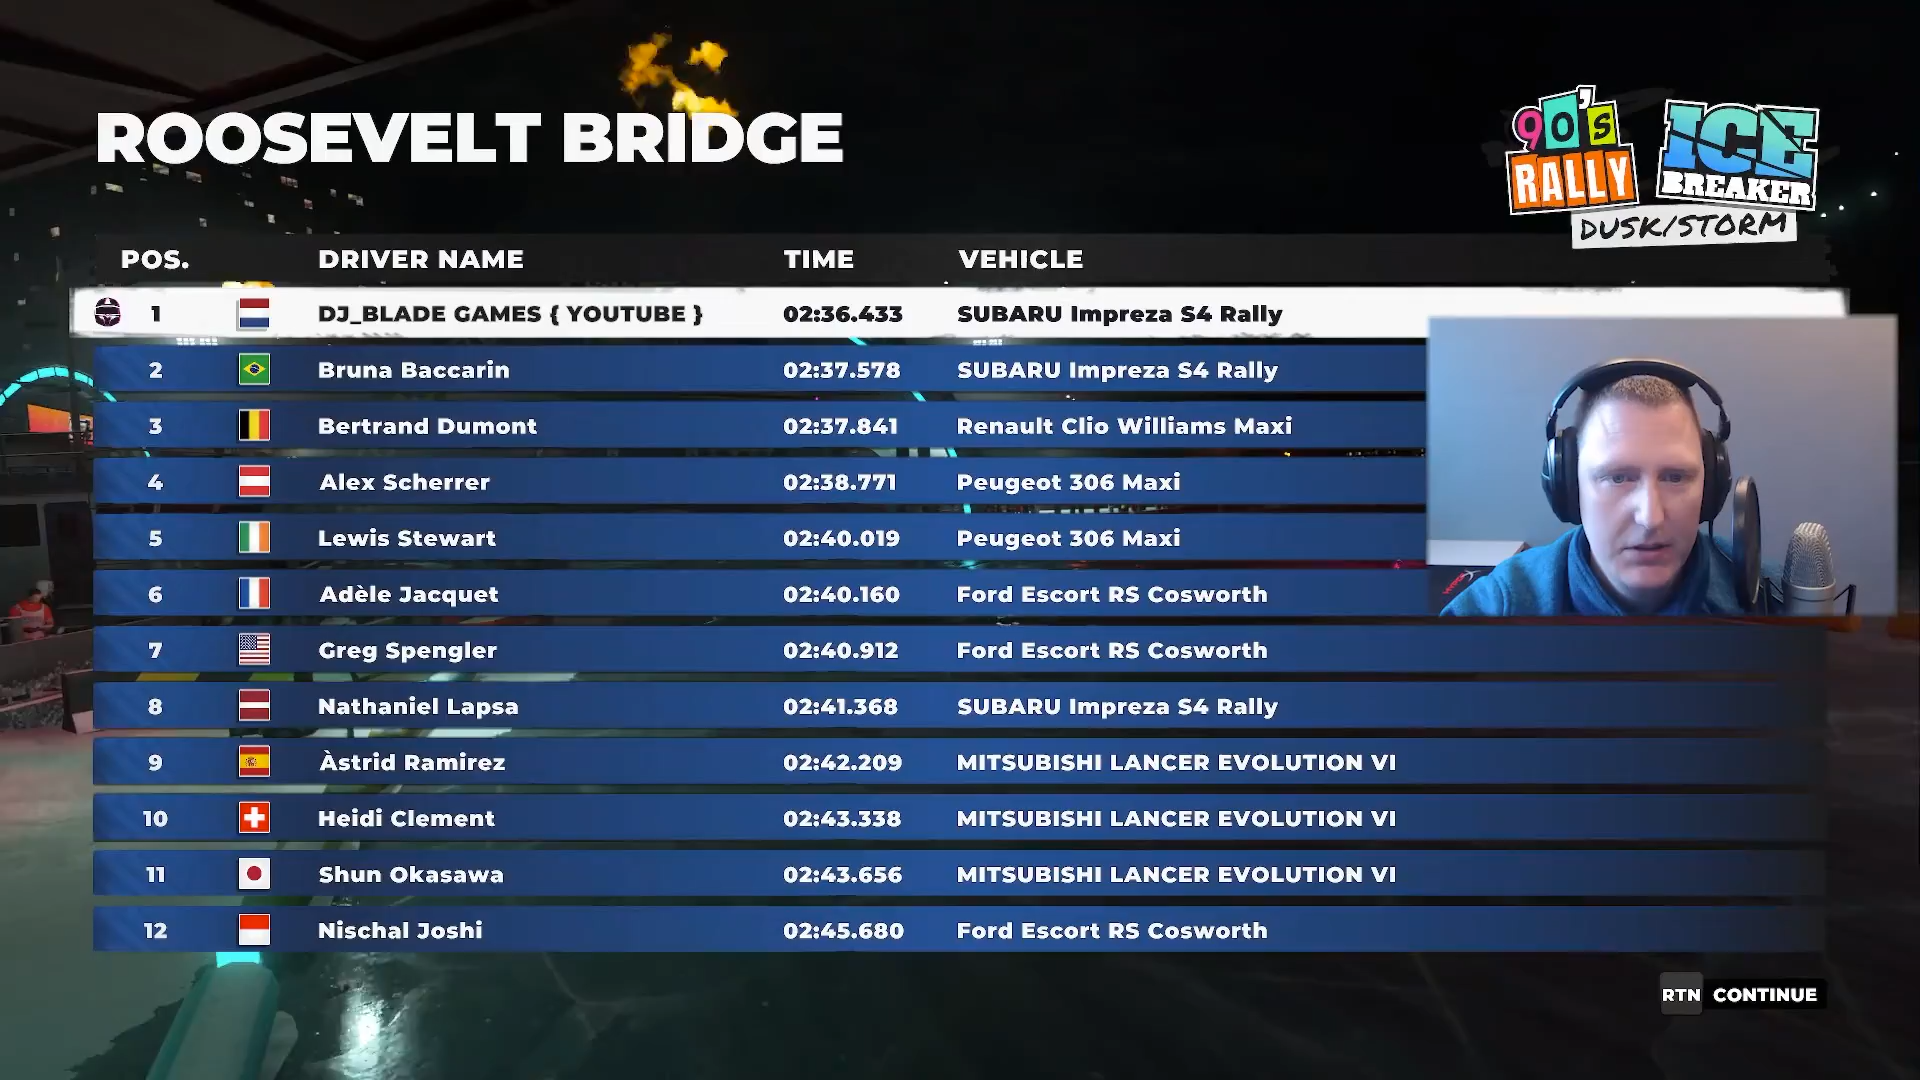 ROOSEVELT BRIDGE
90's RALLY
ICE BREAKER
DUSK/STORM
POS. DRIVER NAME TIME VEHICLE
1 DJ_BLADE GAMES { YOUTUBE } 02:36.433 SUBARU Impreza S4 Rally
2 Bruna Baccarin 02:37.578 SUBARU Impreza S4 Rally
3 Bertrand Dumont 02:37.841 Renault Clio Williams Maxi
4 Alex Scherrer 02:38.771 Peugeot 306 Maxi
5 Lewis Stewart 02:40.019 Peugeot 306 Maxi
6 Adèle Jacquet 02:40.160 Ford Escort RS Cosworth
7 Greg Spengler 02:40.912 Ford Escort RS Cosworth
8 Nathaniel Lapsa 02:41.368 SUBARU Impreza S4 Rally
9 Àstrid Ramirez 02:42.209 MITSUBISHI LANCER EVOLUTION VI
10 Heidi Clement 02:43.338 MITSUBISHI LANCER EVOLUTION VI
11 Shun Okasawa 02:43.656 MITSUBISHI LANCER EVOLUTION VI
12 Nischal Joshi 02:45.680 Ford Escort RS Cosworth
RTN CONTINUE